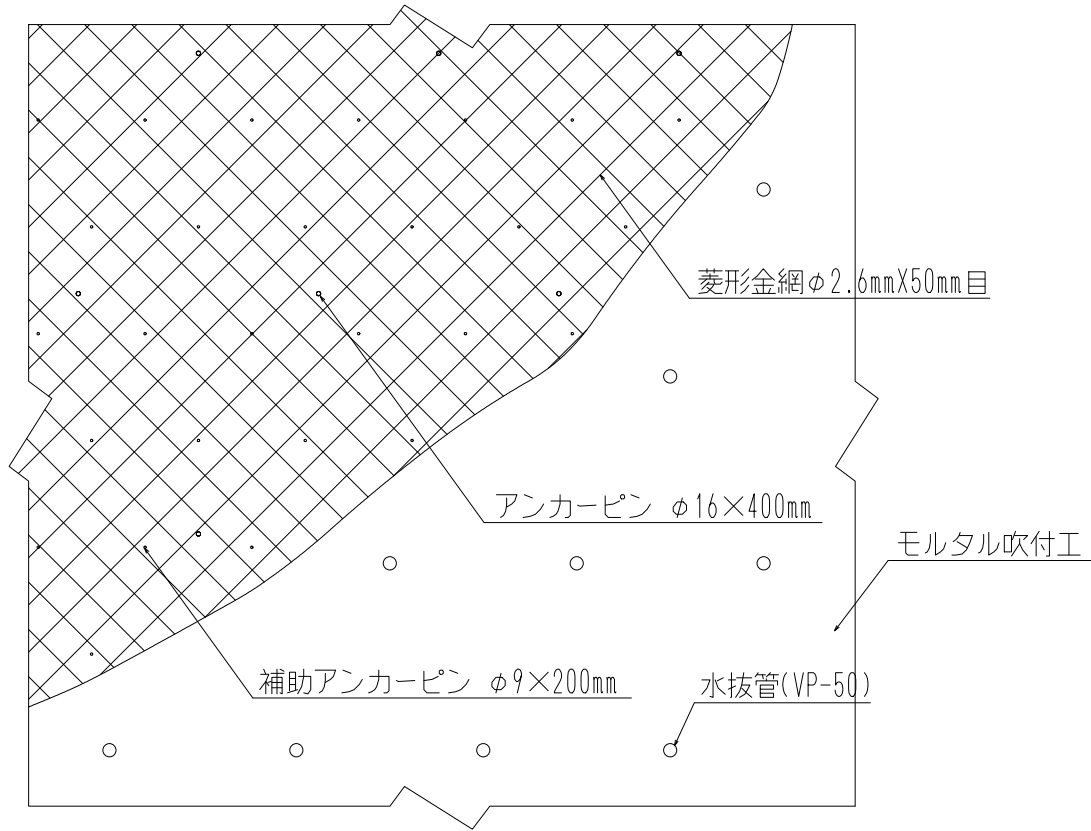 菱形金網φ2.6mmX50mm目
アンカーピン φ16×400mm
モルタル吹付工
補助アンカーピン φ9×200mm
水抜管(VP-50)